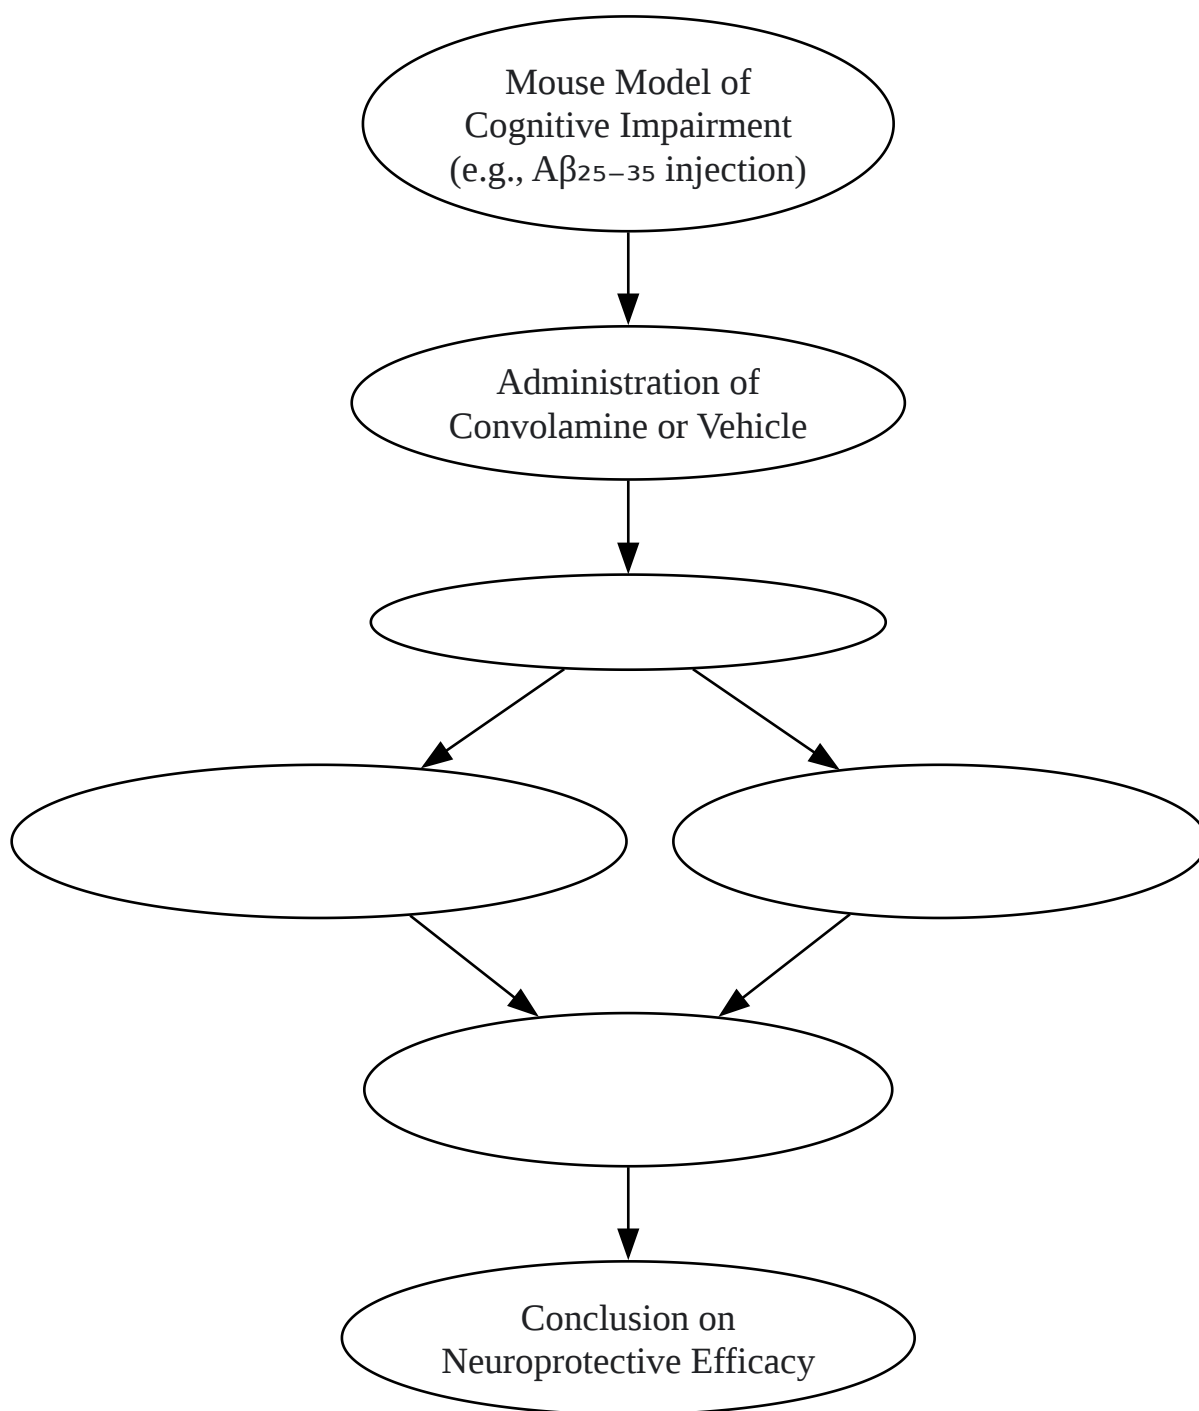 Mouse Model of
Cognitive Impairment
(e.g., Aβ₂₅₋₃₅ injection)
Administration of
Convolamine or Vehicle
Conclusion on
Neuroprotective Efficacy